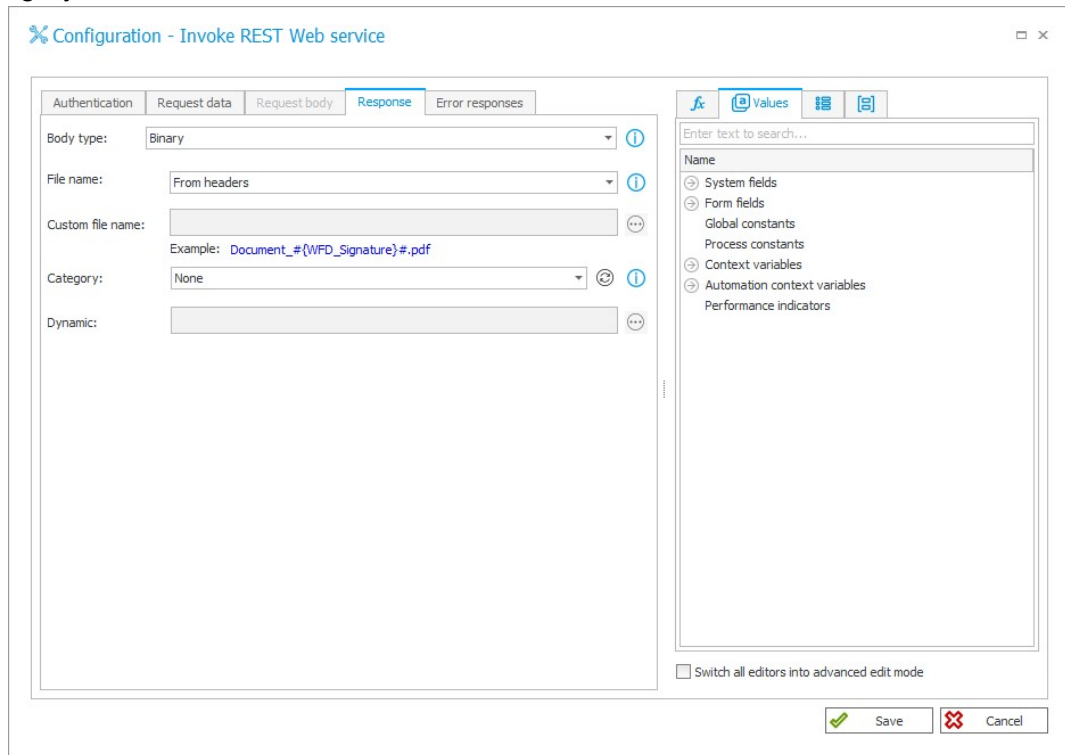 Configuration - Invoke REST Web service
Authentication Request data Request body Response Error responses
Body type: Binary
File name: From headers
Custom file name:
Example: Document_#{WFD_Signature}#.pdf
Category: None
Dynamic:
fx Values
Enter text to search...
Name
System fields
Form fields
Global constants
Process constants
Context variables
Automation context variables
Performance indicators
Switch all editors into advanced edit mode
Save Cancel